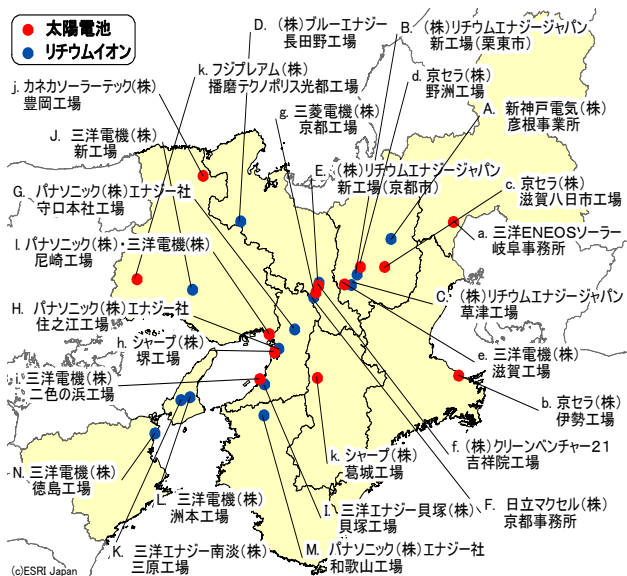 太陽電池
リチウムイオン
D. (株)ブルーエナジー
長田野工場
B. (株)リチウムエナジージャパン
新工場(栗東市)
j. カネカソーラーテック(株)
豊岡工場
k. フジプレアム(株)
播磨テクノポリス光都工場
d. 京セラ(株)
野洲工場
g. 三菱電機(株)
京都工場
A. 新神戸電気(株)
彦根事業所
J. 三洋電機(株)
新工場
E. (株)リチウムエナジージャパン
新工場(京都市)
c. 京セラ(株)
滋賀八日市工場
G. パナソニック(株)エナジー社
守口本社工場
a. 三洋ENEOSソーラー
岐阜事務所
I. パナソニック(株)・三洋電機(株)
尼崎工場
H. パナソニック(株)エナジー社
住之江工場
C. (株)リチウムエナジージャパン
草津工場
h. シャープ(株)
堺工場
e. 三洋電機(株)
滋賀工場
i. 三洋電機(株)
二色の浜工場
b. 京セラ(株)
伊勢工場
k. シャープ(株)
葛城工場
f. (株)クリーンベンチャー21
吉祥院工場
N. 三洋電機(株)
徳島工場
L. 三洋電機(株)
洲本工場
I. 三洋エナジー貝塚(株)
貝塚工場
F. 日立マクセル(株)
京都事務所
K. 三洋エナジー南淡(株)
三原工場
M. パナソニック(株)エナジー社
和歌山工場
(c)ESRI Japan